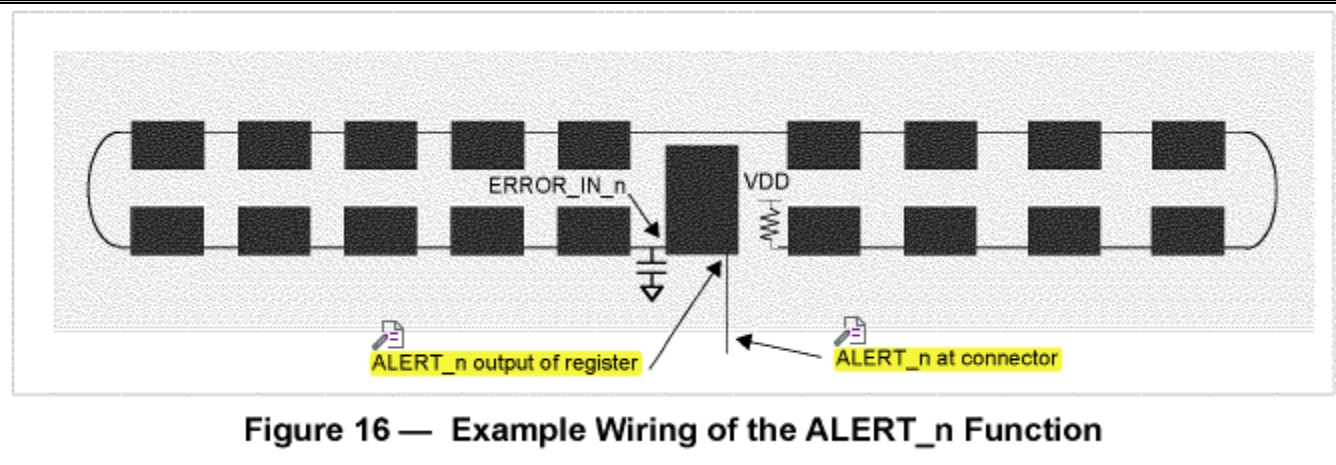 ERROR_IN_n
VDD
ALERT_n output of register
ALERT_n at connector
Figure 16 — Example Wiring of the ALERT_n Function